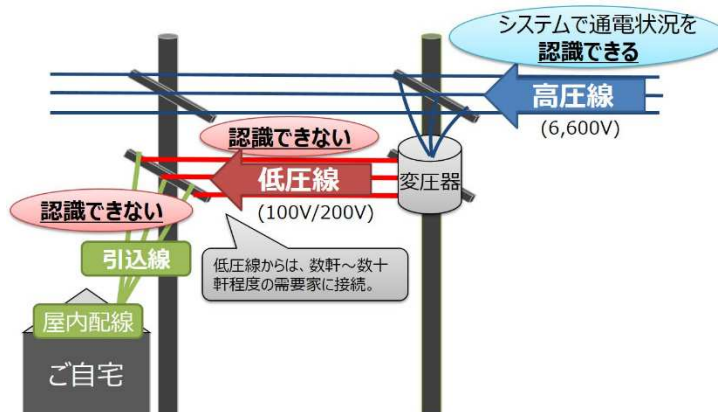 システムで通電状況を
認識できる
高圧線
(6,600V)
認識できない
低圧線
(100V/200V)
変圧器
認識できない
引込線
低圧線からは、数軒～数十
軒程度の需要家に接続。
屋内配線
ご自宅